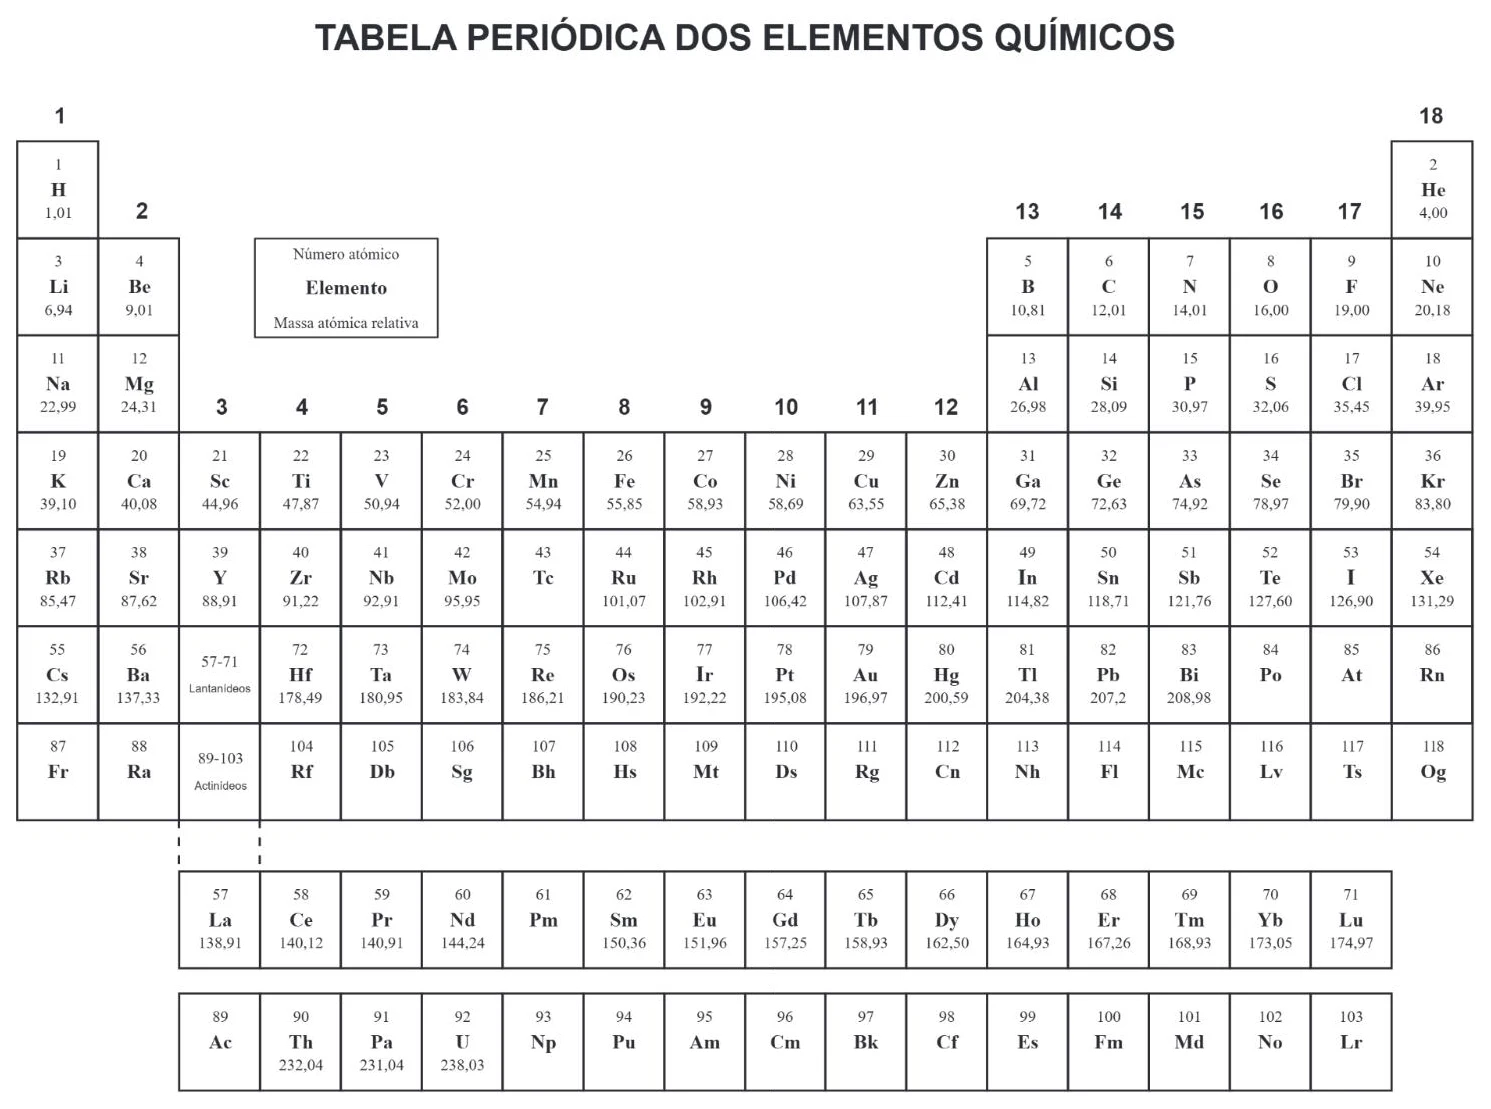 TABELA PERIÓDICA DOS ELEMENTOS QUÍMICOS
1 18
1 2
H He
1,01 2 13 14 15 16 17 4,00
3 4 Número atómico 5 6 7 8 9 10
Li Be Elemento B C N O F Ne
6,94 9,01 Massa atómica relativa 10,81 12,01 14,01 16,00 19,00 20,18
11 12 13 14 15 16 17 18
Na Mg Al Si P S Cl Ar
22,99 24,31 3 4 5 6 7 8 9 10 11 12 26,98 28,09 30,97 32,06 35,45 39,95
19 20 21 22 23 24 25 26 27 28 29 30 31 32 33 34 35 36
K Ca Sc Ti V Cr Mn Fe Co Ni Cu Zn Ga Ge As Se Br Kr
39,10 40,08 44,96 47,87 50,94 52,00 54,94 55,85 58,93 58,69 63,55 65,38 69,72 72,63 74,92 78,97 79,90 83,80
37 38 39 40 41 42 43 44 45 46 47 48 49 50 51 52 53 54
Rb Sr Y Zr Nb Mo Tc Ru Rh Pd Ag Cd In Sn Sb Te I Xe
85,47 87,62 88,91 91,22 92,91 95,95 101,07 102,91 106,42 107,87 112,41 114,82 118,71 121,76 127,60 126,90 131,29
55 56 57-71 72 73 74 75 76 77 78 79 80 81 82 83 84 85 86
Cs Ba Lantanídeos Hf Ta W Re Os Ir Pt Au Hg Tl Pb Bi Po At Rn
132,91 137,33 178,49 180,95 183,84 186,21 190,23 192,22 195,08 196,97 200,59 204,38 207,2 208,98
87 88 89-103 104 105 106 107 108 109 110 111 112 113 114 115 116 117 118
Fr Ra Actinídeos Rf Db Sg Bh Hs Mt Ds Rg Cn Nh Fl Mc Lv Ts Og
57 58 59 60 61 62 63 64 65 66 67 68 69 70 71
La Ce Pr Nd Pm Sm Eu Gd Tb Dy Ho Er Tm Yb Lu
138,91 140,12 140,91 144,24 150,36 151,96 157,25 158,93 162,50 164,93 167,26 168,93 173,05 174,97
89 90 91 92 93 94 95 96 97 98 99 100 101 102 103
Ac Th Pa U Np Pu Am Cm Bk Cf Es Fm Md No Lr
232,04 231,04 238,03